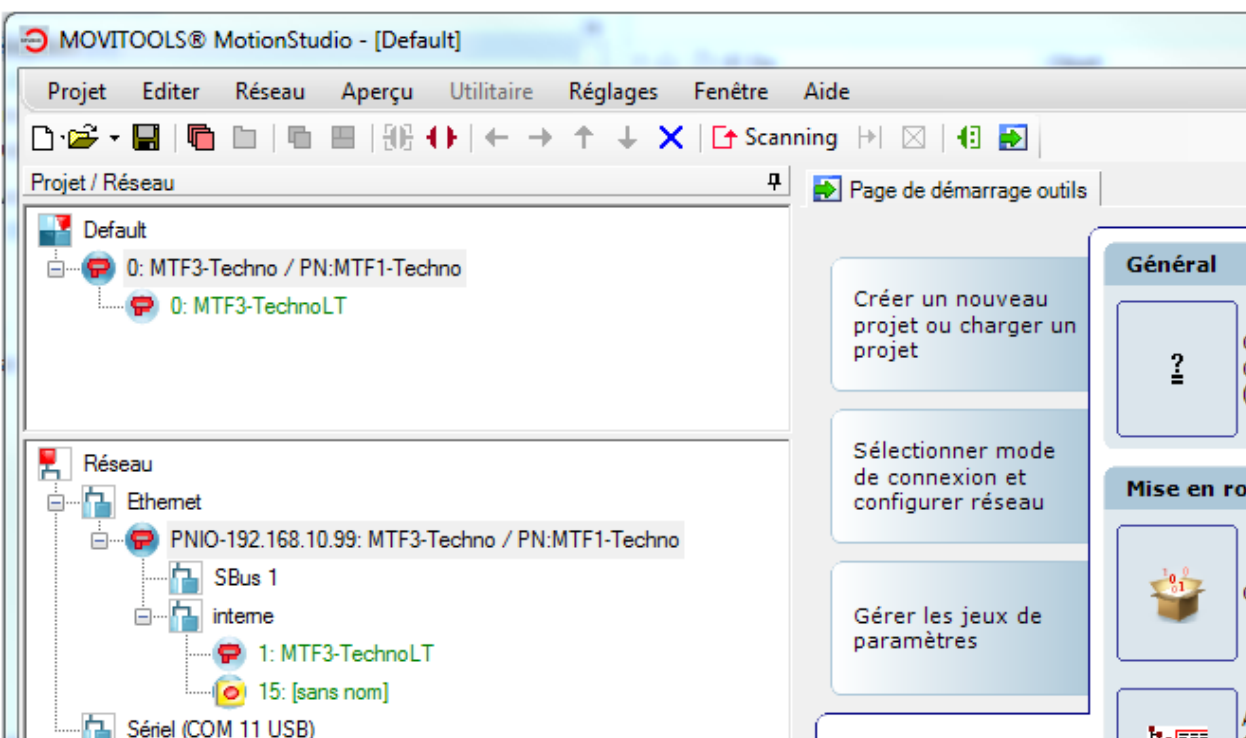 MOVITOOLS® MotionStudio - [Default]
Projet Editer Réseau Aperçu Utilitaire Réglages Fenêtre Aide
Scanning
Projet / Réseau
Page de démarrage outils
Default
0: MTF3-Techno / PN:MTF1-Techno
0: MTF3-TechnoLT
Réseau
Ethernet
PNIO-192.168.10.99: MTF3-Techno / PN:MTF1-Techno
SBus 1
interne
1: MTF3-TechnoLT
15: [sans nom]
Sériel (COM 11 USB)
Créer un nouveau
projet ou charger un
projet
Sélectionner mode
de connexion et
configurer réseau
Gérer les jeux de
paramètres
Général
?
Mise en